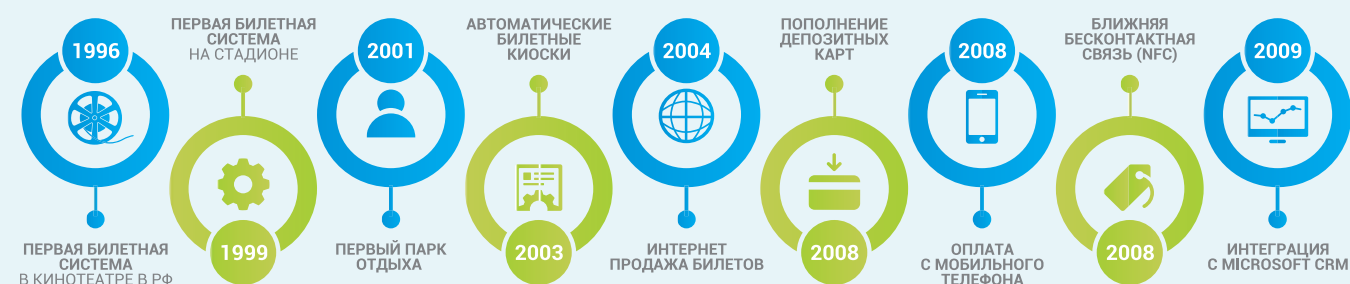 1996
ПЕРВАЯ БИЛЕТНАЯ
СИСТЕМА
В КИНОТЕАТРЕ В РФ
ПЕРВАЯ БИЛЕТНАЯ
СИСТЕМА
НА СТАДИОНЕ
1999
2001
ПЕРВЫЙ ПАРК
ОТДЫХА
АВТОМАТИЧЕСКИЕ
БИЛЕТНЫЕ
КИОСКИ
2003
2004
ИНТЕРНЕТ
ПРОДАЖА БИЛЕТОВ
ПОПОЛНЕНИЕ
ДЕПОЗИТНЫХ
КАРТ
2008
2008
ОПЛАТА
С МОБИЛЬНОГО
ТЕЛЕФОНА
БЛИЖНЯЯ
БЕСКОНТАКТНАЯ
СВЯЗЬ (NFC)
2008
2009
ИНТЕГРАЦИЯ
С MICROSOFT CRM